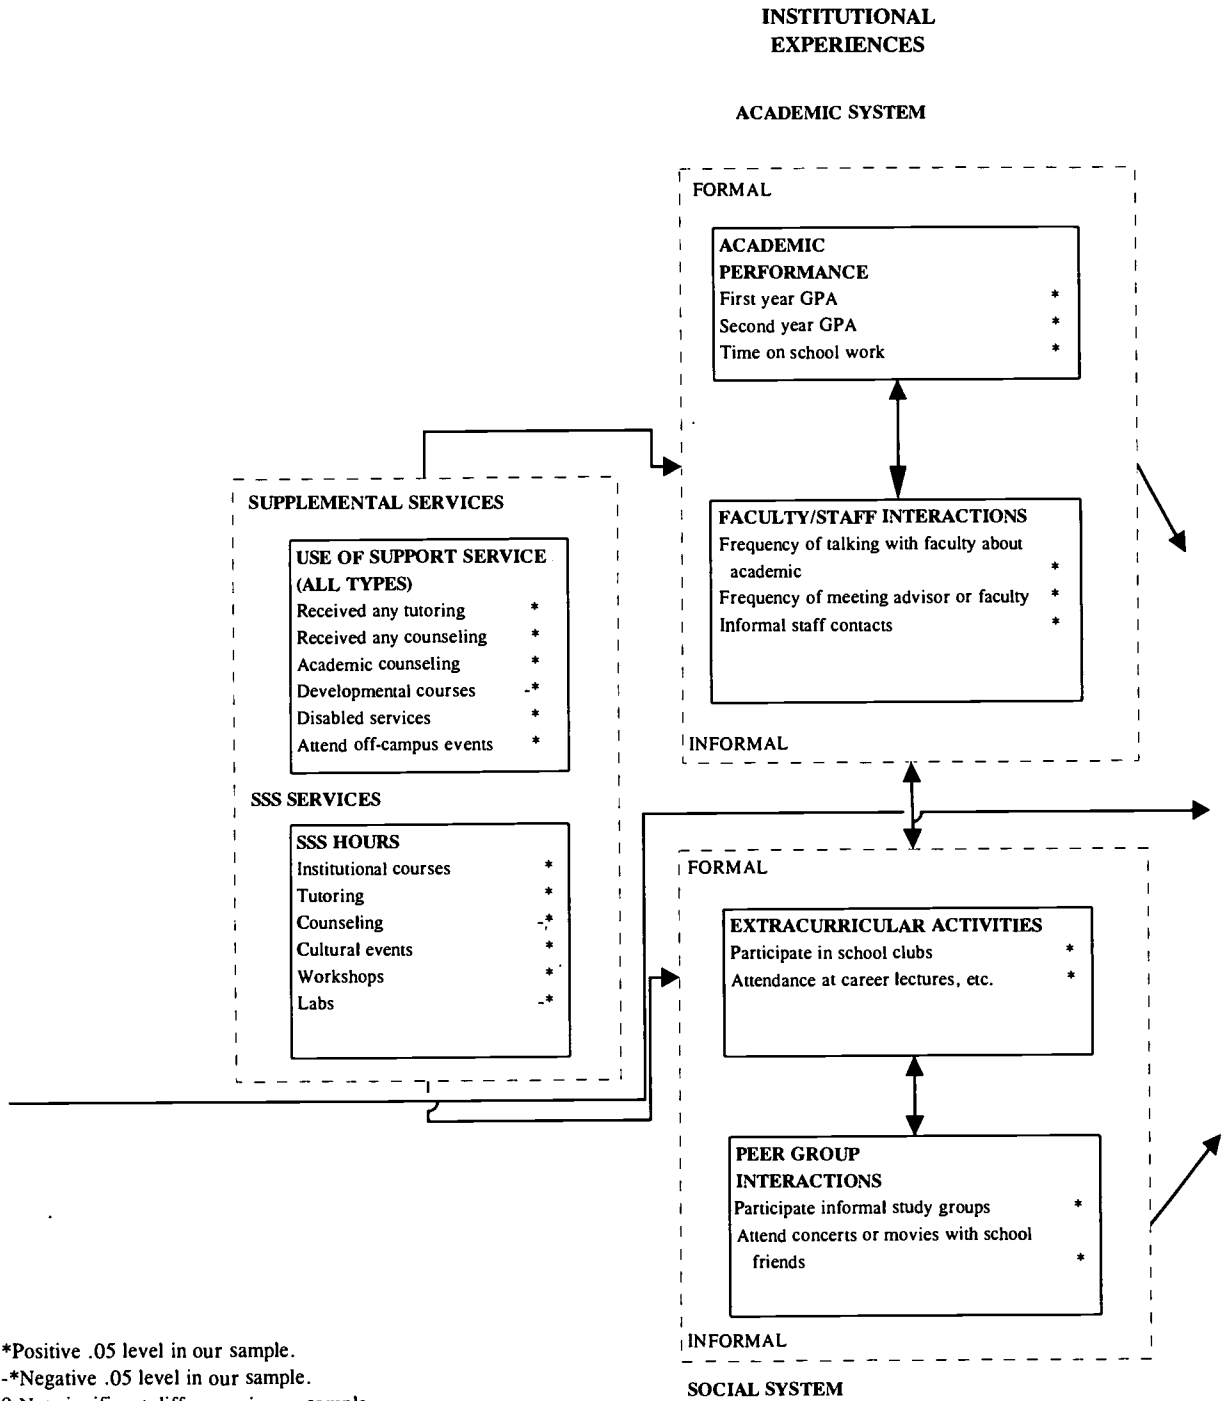 INSTITUTIONAL
EXPERIENCES
ACADEMIC SYSTEM
FORMAL
ACADEMIC
PERFORMANCE
First year GPA *
Second year GPA *
Time on school work *
FACULTY/STAFF INTERACTIONS
Frequency of talking with faculty about
academic *
Frequency of meeting advisor or faculty *
Informal staff contacts *
INFORMAL
SUPPLEMENTAL SERVICES
USE OF SUPPORT SERVICE
(ALL TYPES)
Received any tutoring *
Received any counseling *
Academic counseling *
Developmental courses -*
Disabled services *
Attend off-campus events *
SSS SERVICES
SSS HOURS
Institutional courses *
Tutoring *
Counseling -*
Cultural events *
Workshops *
Labs -*
FORMAL
EXTRACURRICULAR ACTIVITIES
Participate in school clubs *
Attendance at career lectures, etc. *
PEER GROUP
INTERACTIONS
Participate informal study groups *
Attend concerts or movies with school
friends *
INFORMAL
SOCIAL SYSTEM
*Positive .05 level in our sample.
-*Negative .05 level in our sample.